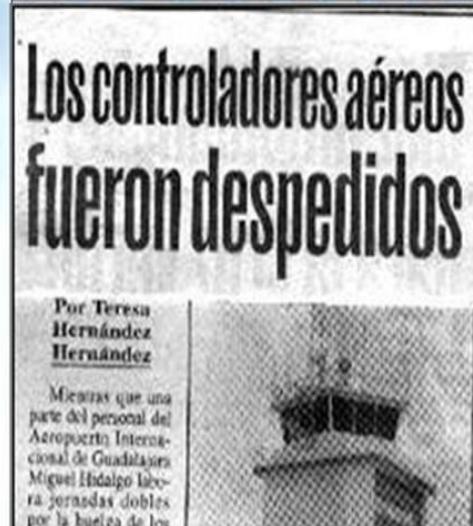 Los controladores aéreos
fueron despedidos
Por Teresa
Hernández
Hernández
Mientras que una
parte del personal del
Aeropuerto Interna-
cional de Guadalajara
Miguel Hidalgo labo-
ra jornadas dobles
por la huelga de los